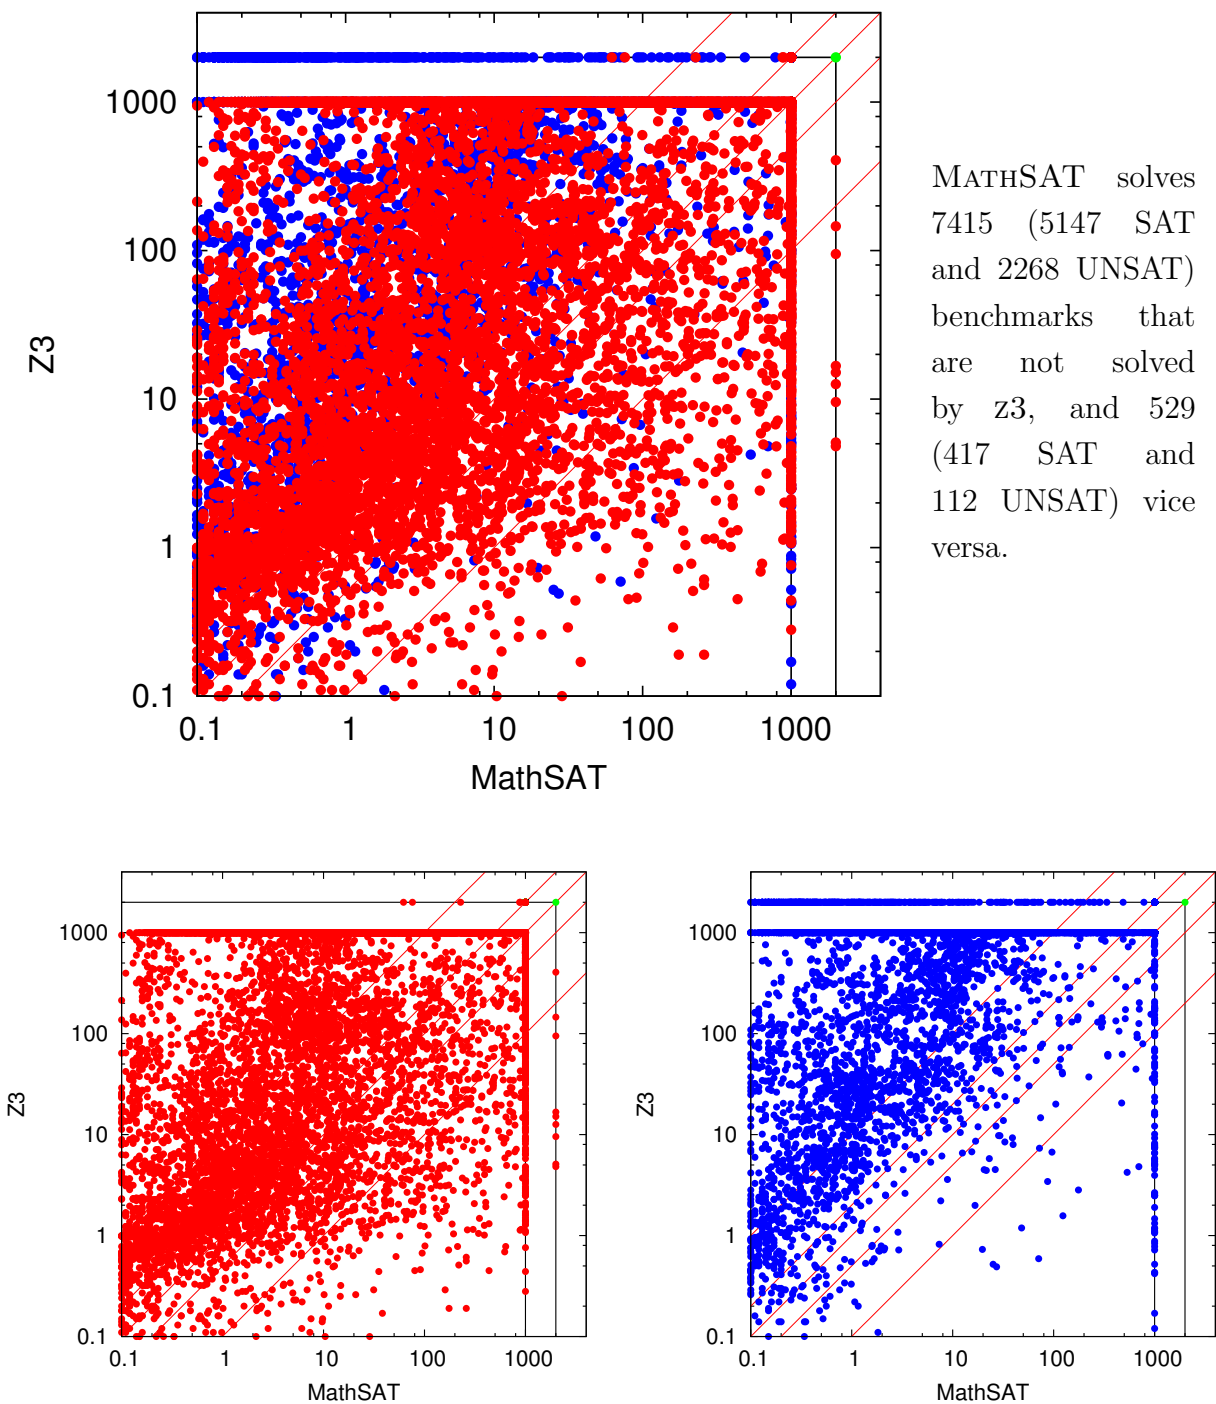 1000
100
10
1
0.1
Z3
0.1 1 10 100 1000
MathSAT
MATHSAT solves
7415 (5147 SAT
and 2268 UNSAT)
benchmarks that
are not solved
by z3, and 529
(417 SAT and
112 UNSAT) vice
versa.
1000
100
10
1
0.1
Z3
0.1 1 10 100 1000
MathSAT
1000
100
10
1
0.1
Z3
0.1 1 10 100 1000
MathSAT